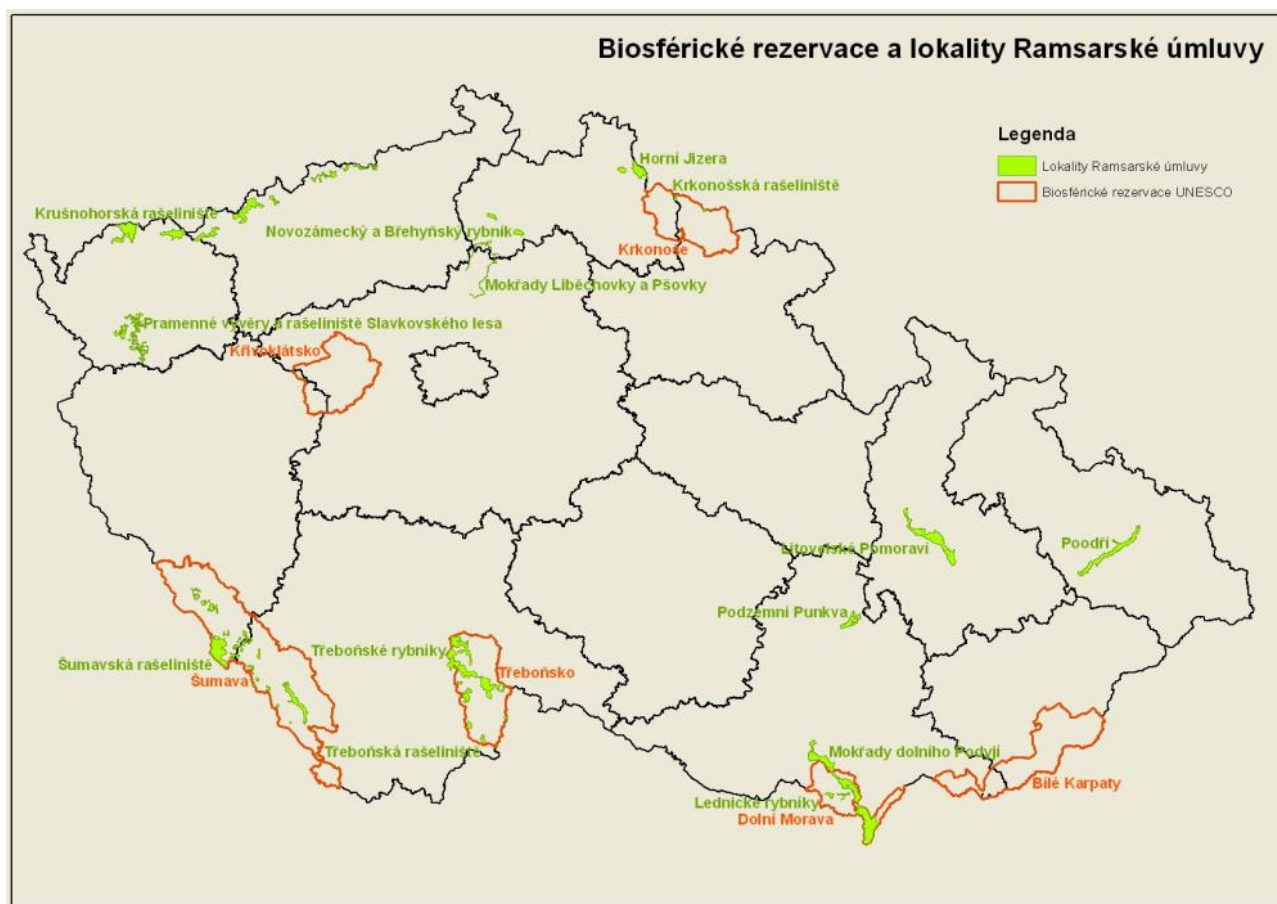 Biosférické rezervace a lokality Ramsarské úmluvy
Legenda
Lokality Ramsarské úmluvy
Biosférické rezervace UNESCO
Horní Jizera
Krkonošská rašeliniště
Krušnohorská rašeliniště
Novozámecký a Břehyňský rybník
Krkonoše
Mokřady Liběchovky a Pšovky
Pramenné vývěry a rašeliniště Slavkovského lesa
Křivoklátsko
Litovelské Pomoraví
Poodří
Podzemní Punkva
Třeboňské rybníky
Šumavská rašeliniště
Třeboňsko
Šumava
Třeboňská rašeliniště
Mokřady dolního Podyjí
Bílé Karpaty
Lednické rybníky
Dolní Morava